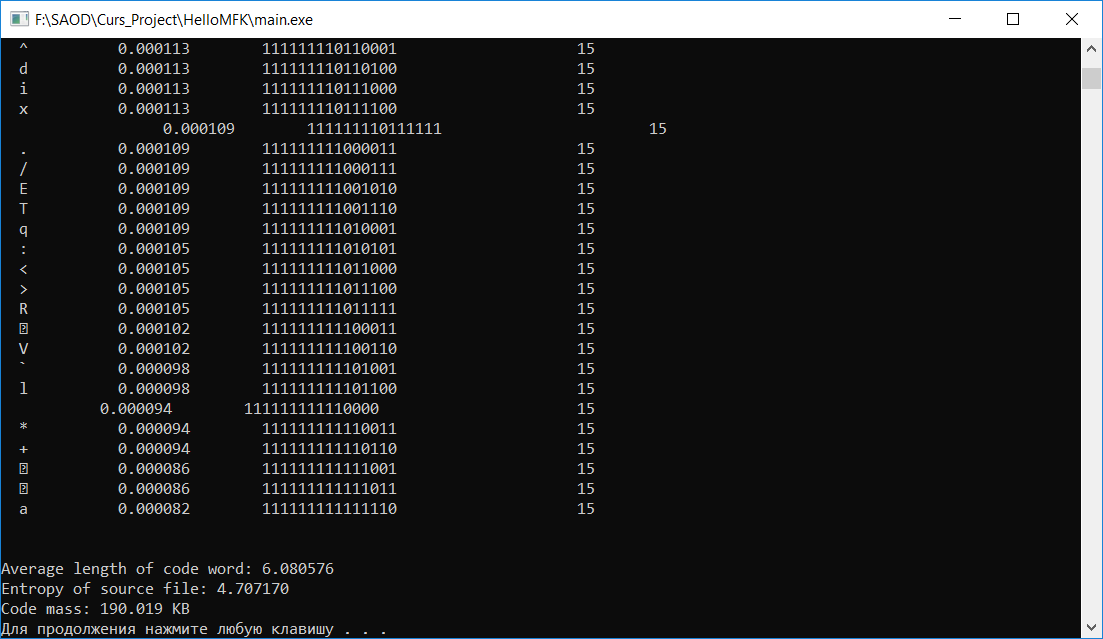 F:\SAOD\Curs_Project\HelloMFK\main.exe
^ 0.000113 111111110110001 15
d 0.000113 111111110110100 15
i 0.000113 111111110111000 15
x 0.000113 111111110111100 15
0.000109 111111110111111 15
. 0.000109 111111111000011 15
/ 0.000109 111111111000111 15
E 0.000109 111111111001010 15
T 0.000109 111111111001110 15
q 0.000109 111111111010001 15
: 0.000105 111111111010101 15
< 0.000105 111111111011000 15
> 0.000105 111111111011100 15
R 0.000105 111111111011111 15
⍰ 0.000102 111111111100011 15
V 0.000102 111111111100110 15
` 0.000098 111111111101001 15
l 0.000098 111111111101100 15
0.000094 111111111110000 15
* 0.000094 111111111110011 15
+ 0.000094 111111111110110 15
⍰ 0.000086 111111111111001 15
⍰ 0.000086 111111111111011 15
a 0.000082 111111111111110 15
Average length of code word: 6.080576
Entropy of source file: 4.707170
Code mass: 190.019 KB
Для продолжения нажмите любую клавишу . . .